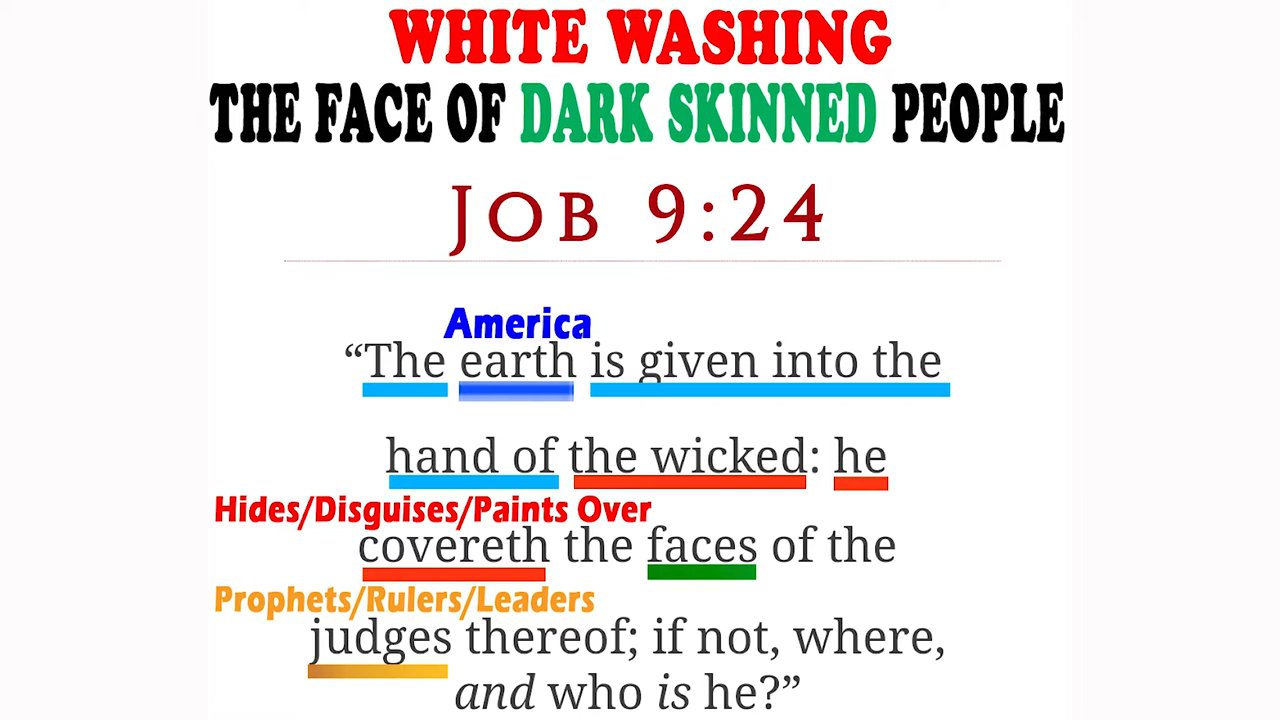 WHITE WASHING
THE FACE OF DARK SKINNED PEOPLE
JOB 9:24
America
“The earth is given into the
hand of the wicked: he
Hides/Disguises/Paints Over
covereth the faces of the
Prophets/Rulers/Leaders
judges thereof; if not, where,
and who is he?”